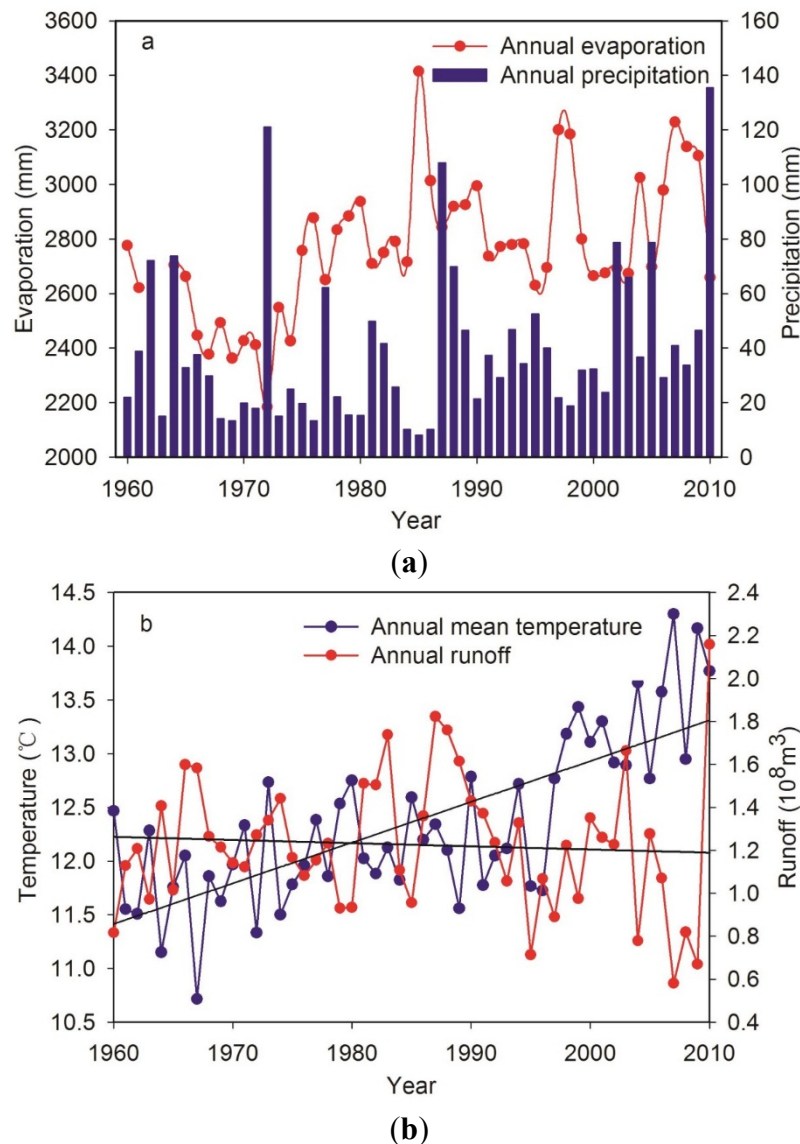 a
Annual evaporation
Annual precipitation
Evaporation (mm)
3600
3400
3200
3000
2800
2600
2400
2200
2000
Precipitation (mm)
160
140
120
100
80
60
40
20
0
1960 1970 1980 1990 2000 2010
Year
(a)
b
Annual mean temperature
Annual runoff
Temperature (℃)
14.5
14.0
13.5
13.0
12.5
12.0
11.5
11.0
10.5
Runoff (10⁸m³)
2.4
2.2
2.0
1.8
1.6
1.4
1.2
1.0
0.8
0.6
0.4
1960 1970 1980 1990 2000 2010
Year
(b)